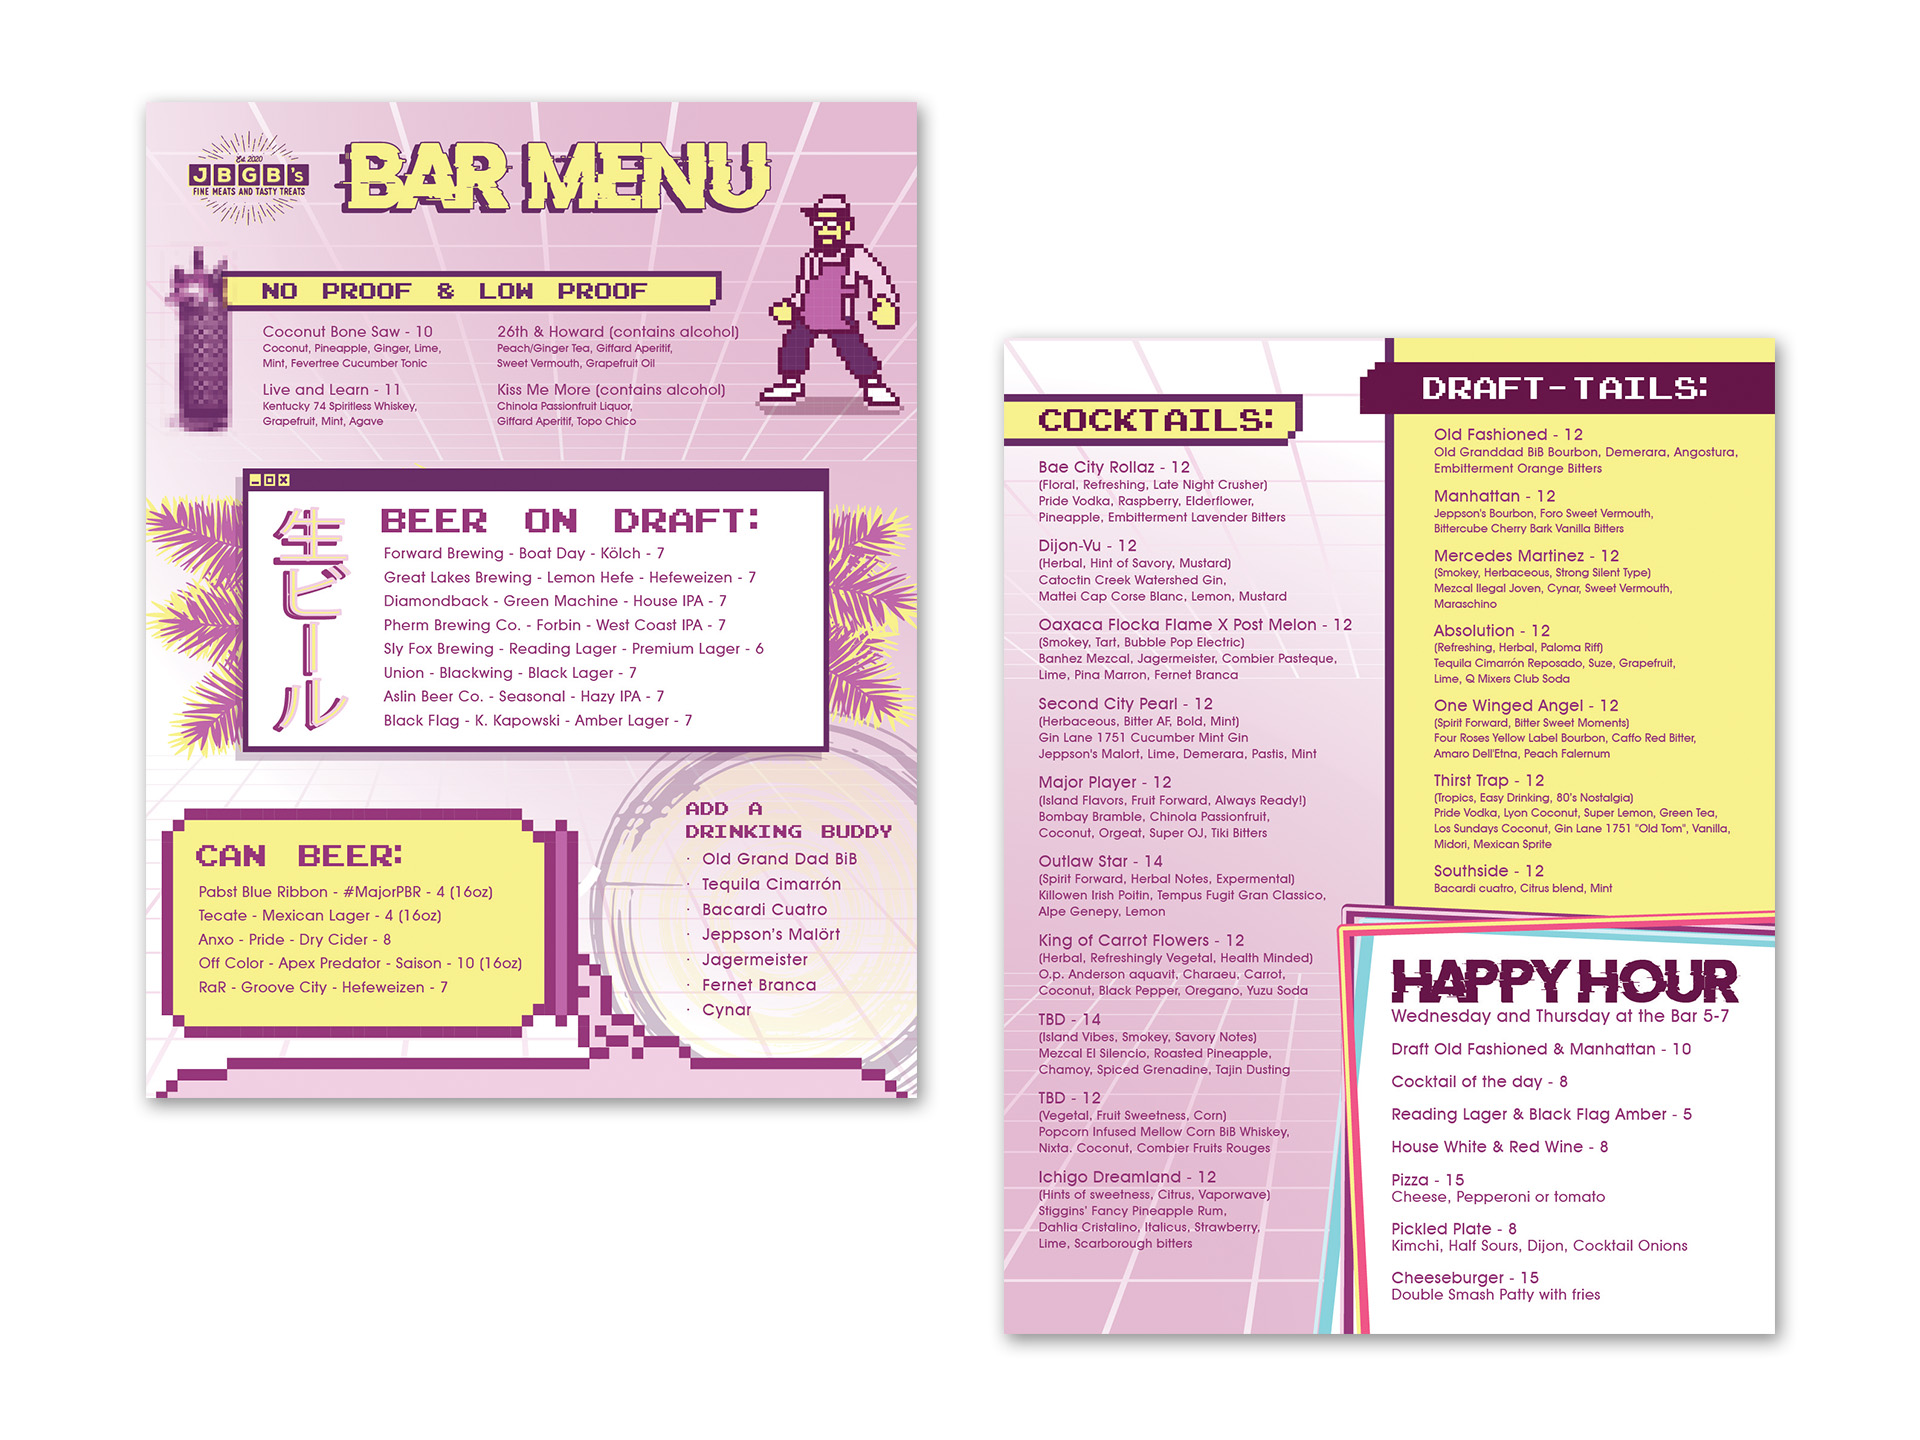 Est. 2020
JBGB's
FINE MEATS AND TASTY TREATS
BAR MENU
NO PROOF & LOW PROOF
Coconut Bone Saw - 10
Coconut, Pineapple, Ginger, Lime,
Mint, Fevertree Cucumber Tonic
Live and Learn - 11
Kentucky 74 Spiritless Whiskey,
Grapefruit, Mint, Agave
26th & Howard (contains alcohol)
Peach/Ginger Tea, Giffard Aperitif,
Sweet Vermouth, Grapefruit Oil
Kiss Me More (contains alcohol)
Chinola Passionfruit Liquor,
Giffard Aperitif, Topo Chico
生ビール
BEER ON DRAFT:
Forward Brewing - Boat Day - Kölch - 7
Great Lakes Brewing - Lemon Hefe - Hefeweizen - 7
Diamondback - Green Machine - House IPA - 7
Pherm Brewing Co. - Forbin - West Coast IPA - 7
Sly Fox Brewing - Reading Lager - Premium Lager - 6
Union - Blackwing - Black Lager - 7
Aslin Beer Co. - Seasonal - Hazy IPA - 7
Black Flag - K. Kapowski - Amber Lager - 7
CAN BEER:
Pabst Blue Ribbon - #MajorPBR - 4 (16oz)
Tecate - Mexican Lager - 4 (16oz)
Anxo - Pride - Dry Cider - 8
Off Color - Apex Predator - Saison - 10 (16oz)
RaR - Groove City - Hefeweizen - 7
ADD A
DRINKING BUDDY
· Old Grand Dad BiB
· Tequila Cimarrón
· Bacardi Cuatro
· Jeppson's Malört
· Jagermeister
· Fernet Branca
· Cynar
COCKTAILS:
Bae City Rollaz - 12
(Floral, Refreshing, Late Night Crusher)
Pride Vodka, Raspberry, Elderflower,
Pineapple, Embitterment Lavender Bitters
Dijon-Vu - 12
(Herbal, Hint of Savory, Mustard)
Catoctin Creek Watershed Gin,
Mattei Cap Corse Blanc, Lemon, Mustard
Oaxaca Flocka Flame X Post Melon - 12
(Smokey, Tart, Bubble Pop Electric)
Banhez Mezcal, Jagermeister, Combier Pasteque,
Lime, Pina Marron, Fernet Branca
Second City Pearl - 12
(Herbaceous, Bitter AF, Bold, Mint)
Gin Lane 1751 Cucumber Mint Gin
Jeppson's Malort, Lime, Demerara, Pastis, Mint
Major Player - 12
(Island Flavors, Fruit Forward, Always Ready!)
Bombay Bramble, Chinola Passionfruit,
Coconut, Orgeat, Super OJ, Tiki Bitters
Outlaw Star - 14
(Spirit Forward, Herbal Notes, Expermental)
Killowen Irish Poitin, Tempus Fugit Gran Classico,
Alpe Genepy, Lemon
King of Carrot Flowers - 12
(Herbal, Refreshingly Vegetal, Health Minded)
O.p. Anderson aquavit, Charaeu, Carrot,
Coconut, Black Pepper, Oregano, Yuzu Soda
TBD - 14
(Island Vibes, Smokey, Savory Notes)
Mezcal El Silencio, Roasted Pineapple,
Chamoy, Spiced Grenadine, Tajin Dusting
TBD - 12
(Vegetal, Fruit Sweetness, Corn)
Popcorn Infused Mellow Corn BiB Whiskey,
Nixta. Coconut, Combier Fruits Rouges
Ichigo Dreamland - 12
(Hints of sweetness, Citrus, Vaporwave)
Stiggins' Fancy Pineapple Rum,
Dahlia Cristalino, Italicus, Strawberry,
Lime, Scarborough bitters
DRAFT-TAILS:
Old Fashioned - 12
Old Granddad BiB Bourbon, Demerara, Angostura,
Embitterment Orange Bitters
Manhattan - 12
Jeppson's Bourbon, Foro Sweet Vermouth,
Bittercube Cherry Bark Vanilla Bitters
Mercedes Martinez - 12
(Smokey, Herbaceous, Strong Silent Type)
Mezcal Ilegal Joven, Cynar, Sweet Vermouth,
Maraschino
Absolution - 12
(Refreshing, Herbal, Paloma Riff)
Tequila Cimarrón Reposado, Suze, Grapefruit,
Lime, Q Mixers Club Soda
One Winged Angel - 12
(Spirit Forward, Bitter Sweet Moments)
Four Roses Yellow Label Bourbon, Caffo Red Bitter,
Amaro Dell'Etna, Peach Falernum
Thirst Trap - 12
(Tropics, Easy Drinking, 80's Nostalgia)
Pride Vodka, Lyon Coconut, Super Lemon, Green Tea,
Los Sundays Coconut, Gin Lane 1751 "Old Tom", Vanilla,
Midori, Mexican Sprite
Southside - 12
Bacardi cuatro, Citrus blend, Mint
HAPPY HOUR
Wednesday and Thursday at the Bar 5-7
Draft Old Fashioned & Manhattan - 10
Cocktail of the day - 8
Reading Lager & Black Flag Amber - 5
House White & Red Wine - 8
Pizza - 15
Cheese, Pepperoni or tomato
Pickled Plate - 8
Kimchi, Half Sours, Dijon, Cocktail Onions
Cheeseburger - 15
Double Smash Patty with fries